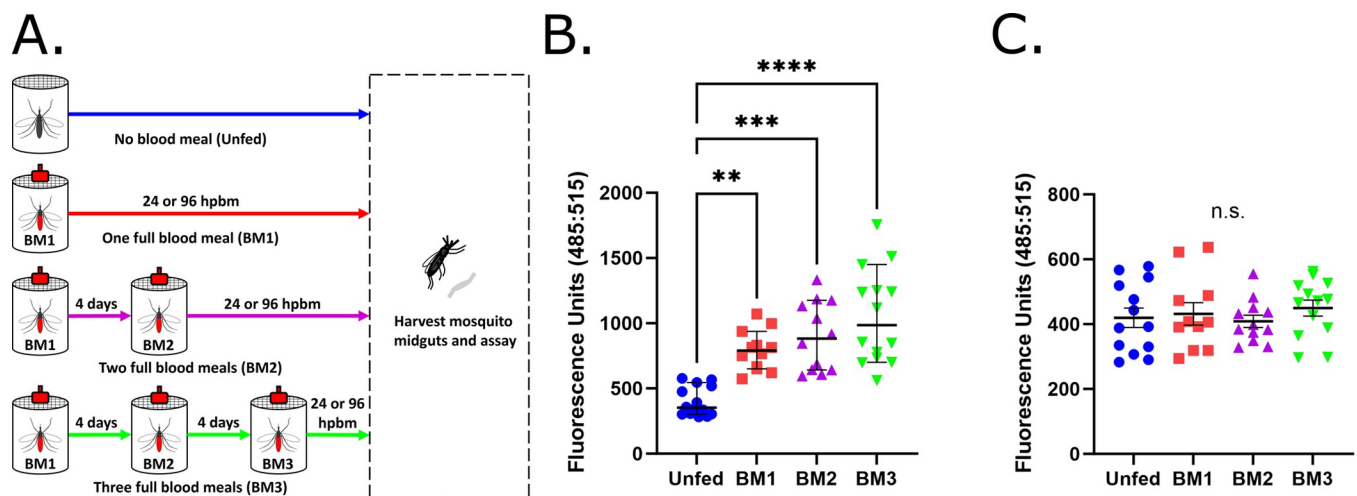 A.
No blood meal (Unfed)
BM1
24 or 96 hpbm
One full blood meal (BM1)
BM1
4 days
BM2
24 or 96 hpbm
Two full blood meals (BM2)
BM1
4 days
BM2
4 days
BM3
24 or 96
hpbm
Three full blood meals (BM3)
Harvest mosquito
midguts and assay
B.
****
***
**
Fluorescence Units (485:515)
2000
1500
1000
500
0
Unfed BM1 BM2 BM3
C.
n.s.
Fluorescence Units (485:515)
800
600
400
200
0
Unfed BM1 BM2 BM3